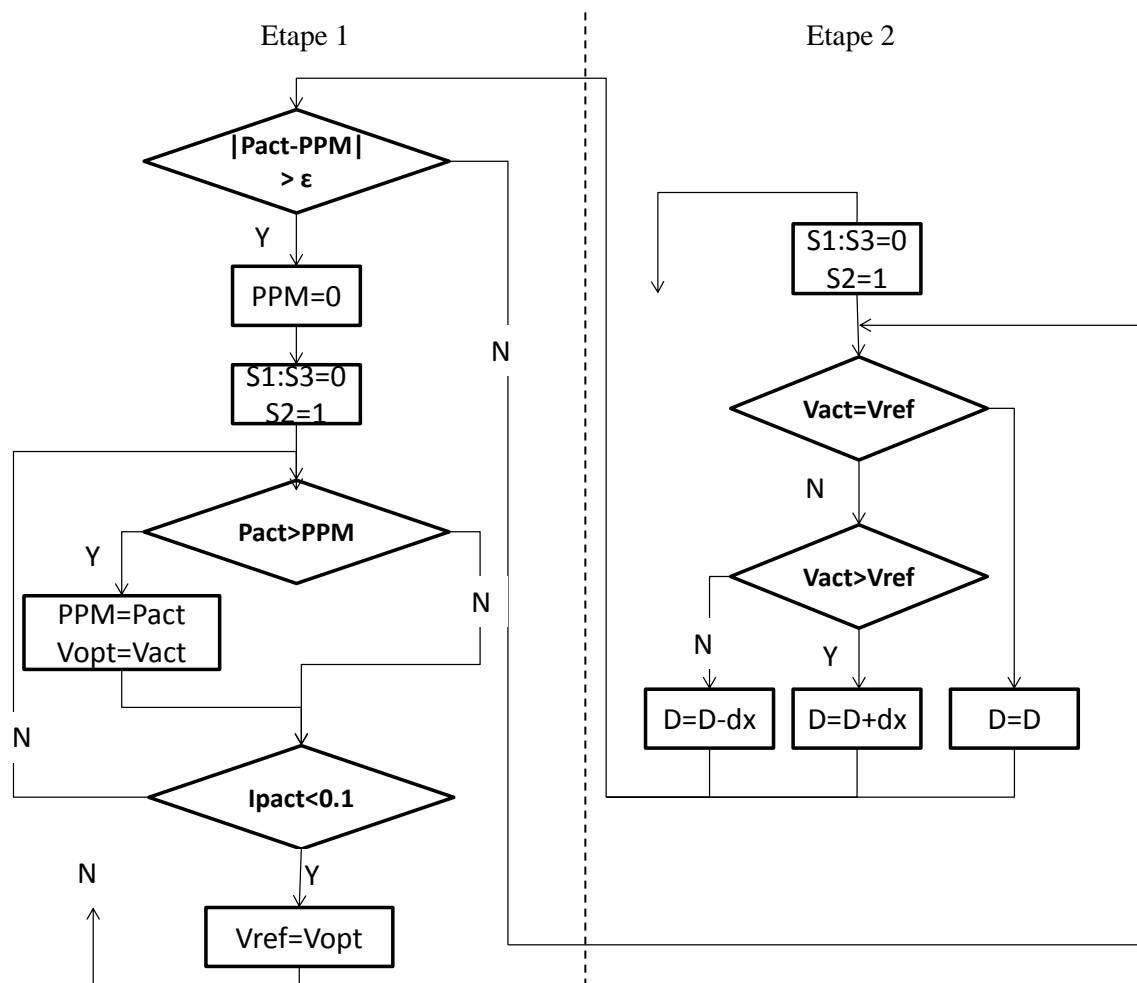 Etape 1
|Pact-PPM|
> ε
Y
PPM=0
N
S1:S3=0
S2=1
Pact>PPM
Y
N
PPM=Pact
Vopt=Vact
N
Ipact<0.1
Y
N
Vref=Vopt
Etape 2
S1:S3=0
S2=1
Vact=Vref
N
Vact>Vref
N
Y
D=D-dx
D=D+dx
D=D